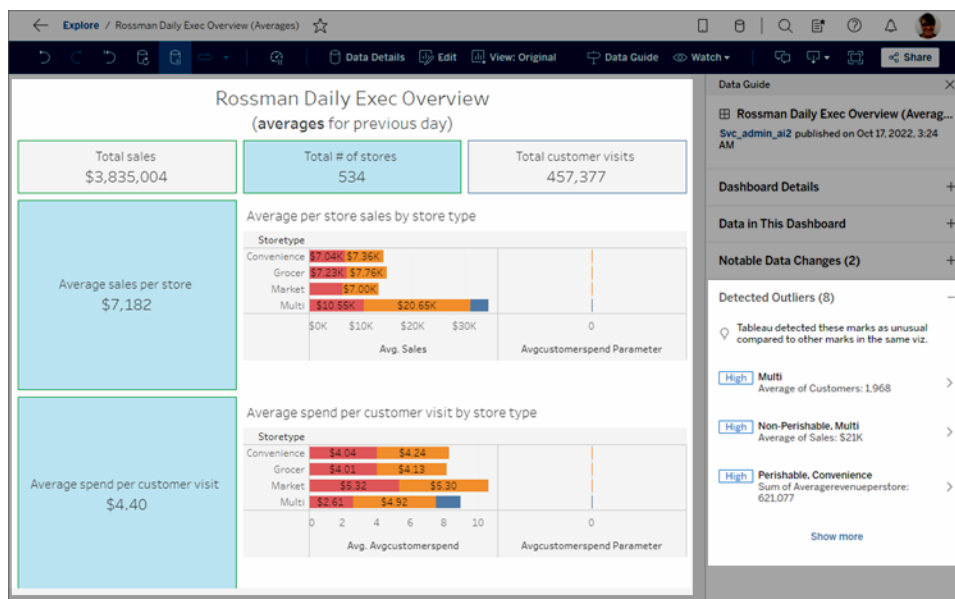 Explore / Rossman Daily Exec Overview (Averages)
Data Details
Edit
View: Original
Data Guide
Watch
Share
Rossman Daily Exec Overview
(averages for previous day)
Total sales
$3,835,004
Total # of stores
534
Total customer visits
457,377
Average sales per store
$7,182
Average per store sales by store type
Storetype
Convenience $7.04K $7.36K
Grocer $7.23K $7.76K
Market $7.00K
Multi $10.55K $20.65K
$0K $10K $20K $30K 0
Avg. Sales Avgcustomerspend Parameter
Average spend per customer visit
$4.40
Average spend per customer visit by store type
Storetype
Convenience $4.04 $4.24
Grocer $4.01 $4.13
Market $5.32 $5.30
Multi $2.61 $4.92
0 2 4 6 8 10 0
Avg. Avgcustomerspend Avgcustomerspend Parameter
Data Guide
Rossman Daily Exec Overview (Averag...
Svc_admin_ai2 published on Oct 17, 2022, 3:24
AM
Dashboard Details
Data in This Dashboard
Notable Data Changes (2)
Detected Outliers (8)
Tableau detected these marks as unusual
compared to other marks in the same viz.
High Multi
Average of Customers: 1,968
High Non-Perishable, Multi
Average of Sales: $21K
High Perishable, Convenience
Sum of Averagerevenueperstore:
621,077
Show more